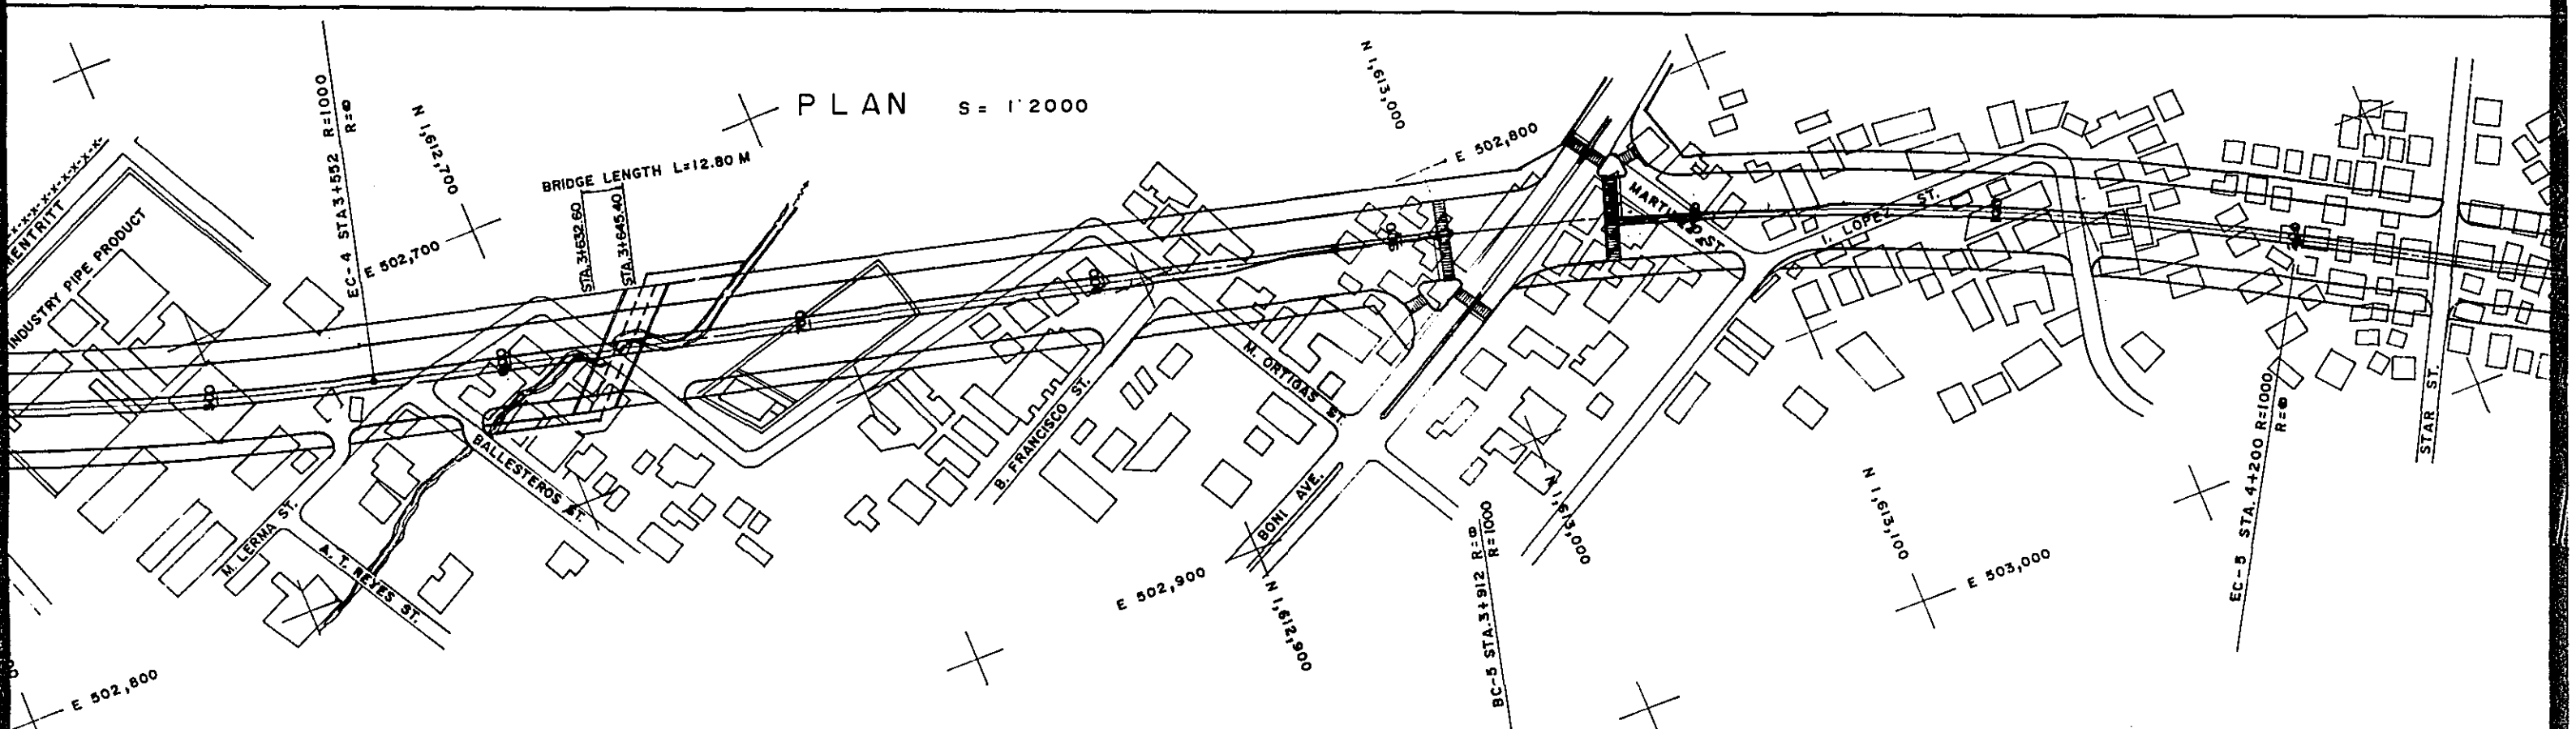 PLAN S = 1:2000
EC-4 STA3+552 R=1000
R=∞
N 1,612,700
E 502,700
BRIDGE LENGTH L=12.80 M
STA.3+632.60
STA.3+645.40
N 1,613,000
E 502,800
INDUSTRY PIPE PRODUCT
500
700
MARTINEZ ST.
I. LOPEZ ST.
M. LERMA ST.
A. T. REYES ST.
BALLESTEROS ST.
B. FRANCISCO ST.
M. ORTIGAS ST.
BONI AVE.
STAR ST.
E 502,800
E 502,900
N 1,612,900
BC-5 STA.3+912 R=∞
R=1000
N 1,613,000
N 1,613,100
E 503,000
EC-5 STA.4+200 R=1000
R=∞